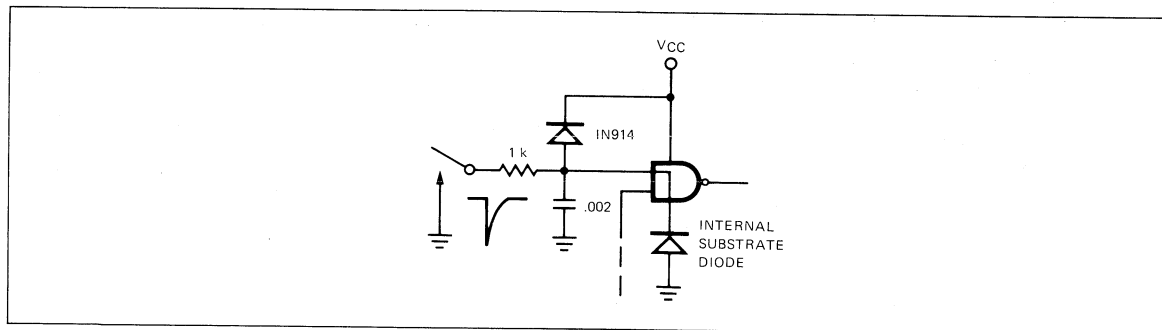 VCC
IN914
1 k
.002
INTERNAL
SUBSTRATE
DIODE